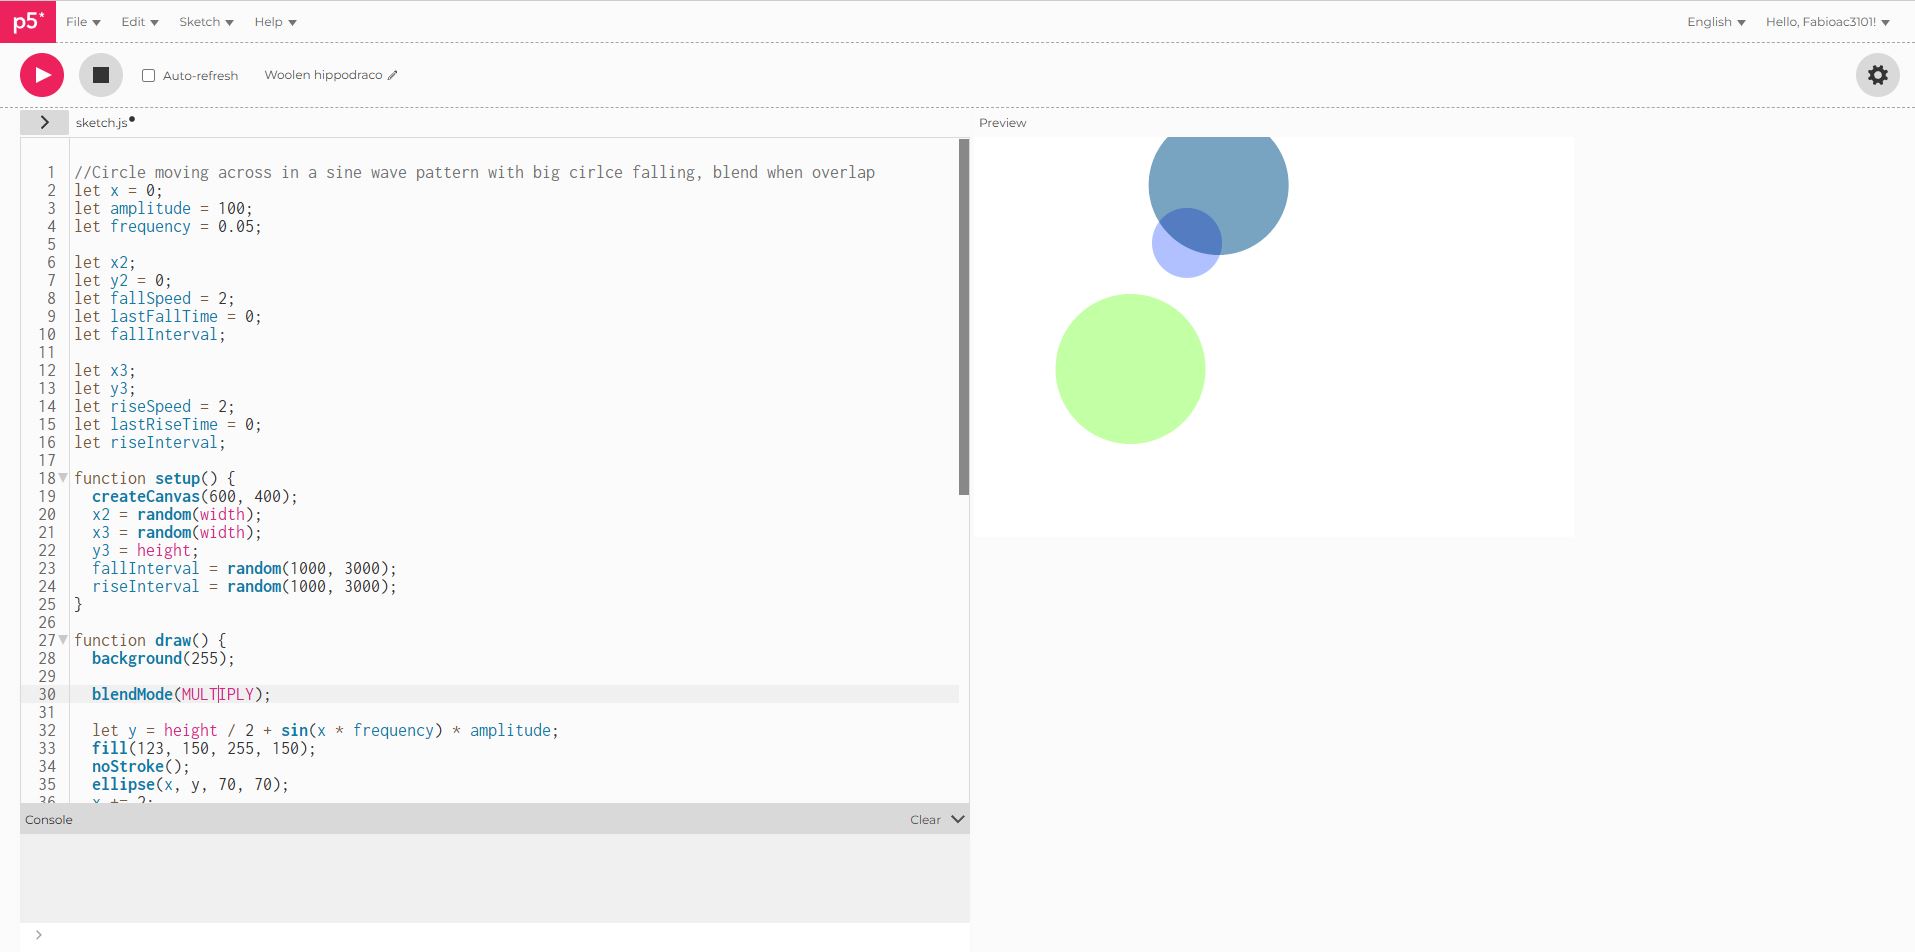 p5* File Edit Sketch Help English Hello, Fabioac3101!
Auto-refresh Woolen hippodraco
sketch.js
Preview
1 //Circle moving across in a sine wave pattern with big cirlce falling, blend when overlap
2 let x = 0;
3 let amplitude = 100;
4 let frequency = 0.05;
5
6 let x2;
7 let y2 = 0;
8 let fallSpeed = 2;
9 let lastFallTime = 0;
10 let fallInterval;
11
12 let x3;
13 let y3;
14 let riseSpeed = 2;
15 let lastRiseTime = 0;
16 let riseInterval;
17
18 function setup() {
19 createCanvas(600, 400);
20 x2 = random(width);
21 x3 = random(width);
22 y3 = height;
23 fallInterval = random(1000, 3000);
24 riseInterval = random(1000, 3000);
25 }
26
27 function draw() {
28 background(255);
29
30 blendMode(MULTIPLY);
31
32 let y = height / 2 + sin(x * frequency) * amplitude;
33 fill(123, 150, 255, 150);
34 noStroke();
35 ellipse(x, y, 70, 70);
36 x += 2;
Console Clear
>